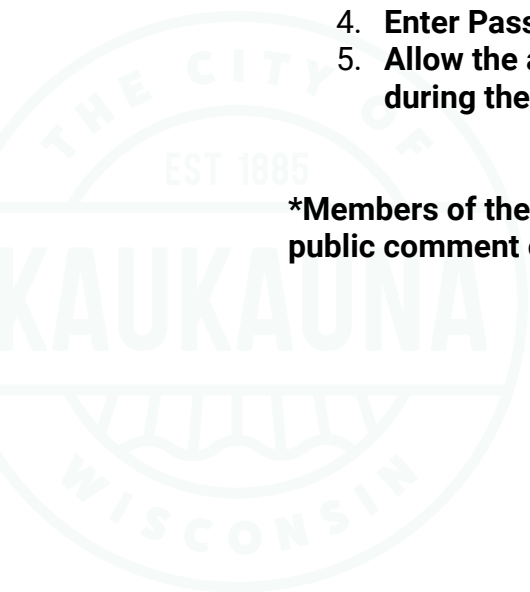 4. Enter Pass
5. Allow the
during the
THE CITY OF
EST 1885
*Members of the
public comment
KAUKAUNA
WISCONSIN